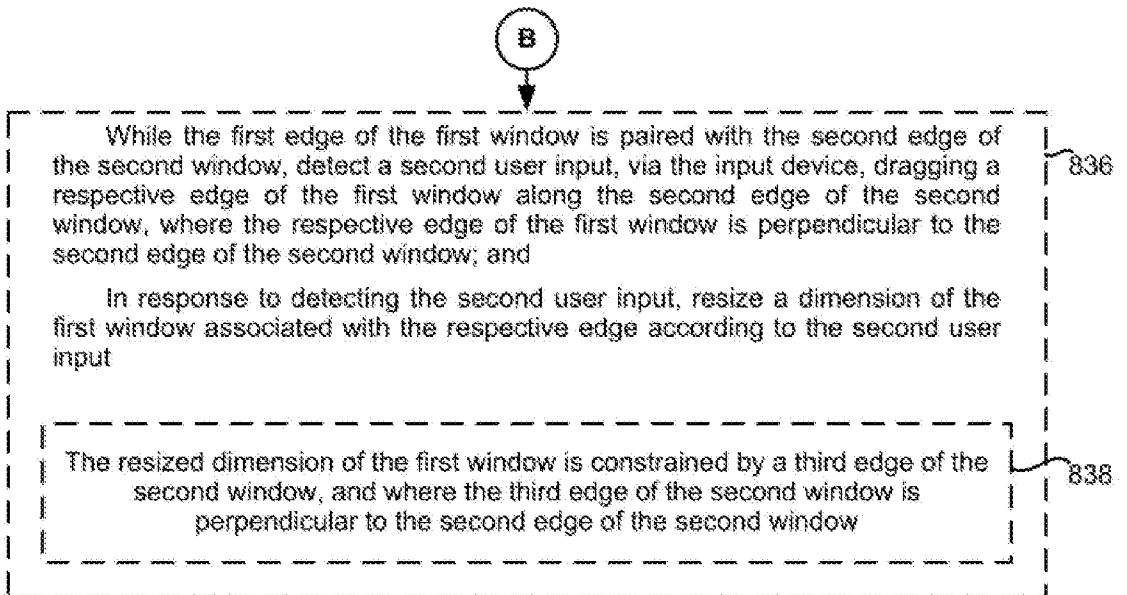 B
While the first edge of the first window is paired with the second edge of
the second window, detect a second user input, via the input device, dragging a
respective edge of the first window along the second edge of the second
window, where the respective edge of the first window is perpendicular to the
second edge of the second window; and
836
In response to detecting the second user input, resize a dimension of the
first window associated with the respective edge according to the second user
input
The resized dimension of the first window is constrained by a third edge of the
second window, and where the third edge of the second window is
perpendicular to the second edge of the second window
838